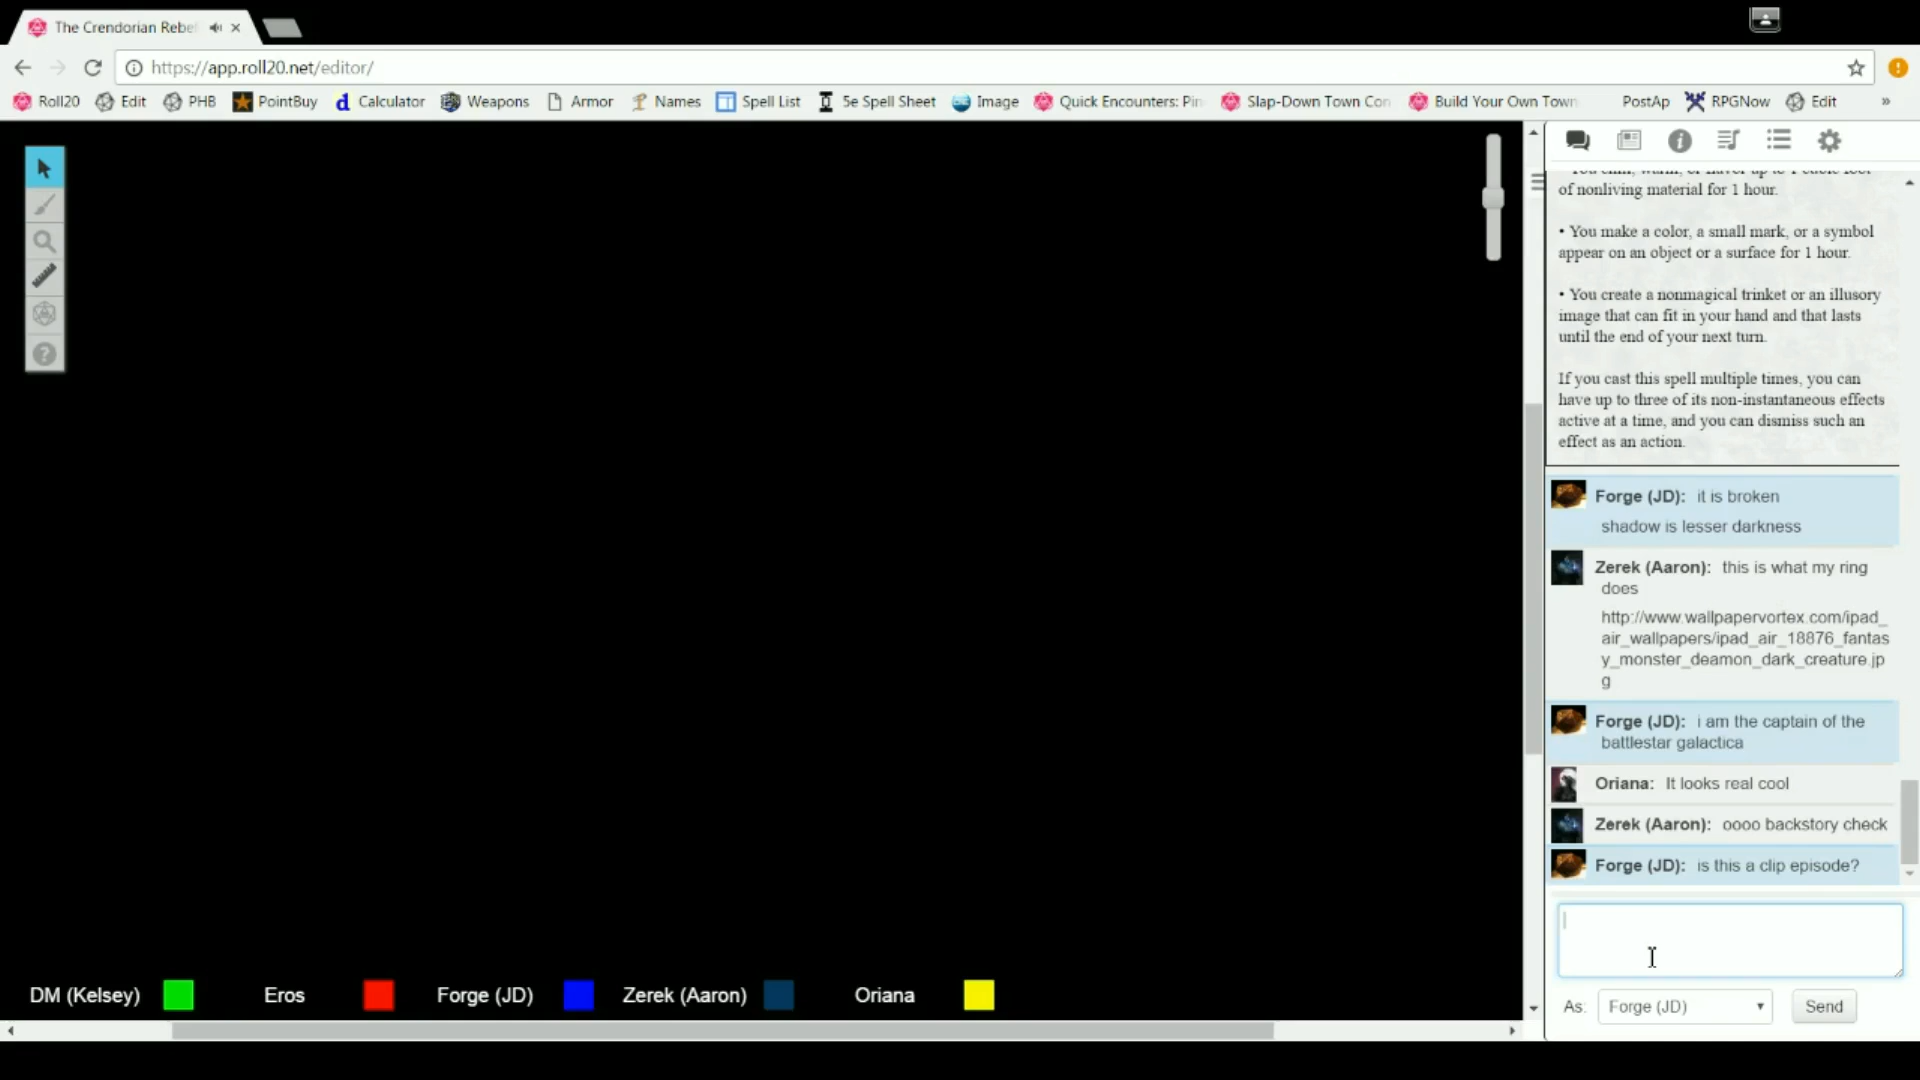 The Crendorian Rebe
https://app.roll20.net/editor/
Roll20 Edit PHB PointBuy Calculator Weapons Armor Names Spell List 5e Spell Sheet Image Quick Encounters: Pin Slap-Down Town Con Build Your Own Town PostAp RPGNow Edit »
of nonliving material for 1 hour.
• You make a color, a small mark, or a symbol
appear on an object or a surface for 1 hour.
• You create a nonmagical trinket or an illusory
image that can fit in your hand and that lasts
until the end of your next turn.
If you cast this spell multiple times, you can
have up to three of its non-instantaneous effects
active at a time, and you can dismiss such an
effect as an action.
Forge (JD): it is broken
shadow is lesser darkness
Zerek (Aaron): this is what my ring
does
http://www.wallpapervortex.com/ipad_
air_wallpapers/ipad_air_18876_fantas
y_monster_deamon_dark_creature.jp
g
Forge (JD): i am the captain of the
battlestar galactica
Oriana: It looks real cool
Zerek (Aaron): oooo backstory check
Forge (JD): is this a clip episode?
As: Forge (JD) Send
DM (Kelsey) Eros Forge (JD) Zerek (Aaron) Oriana